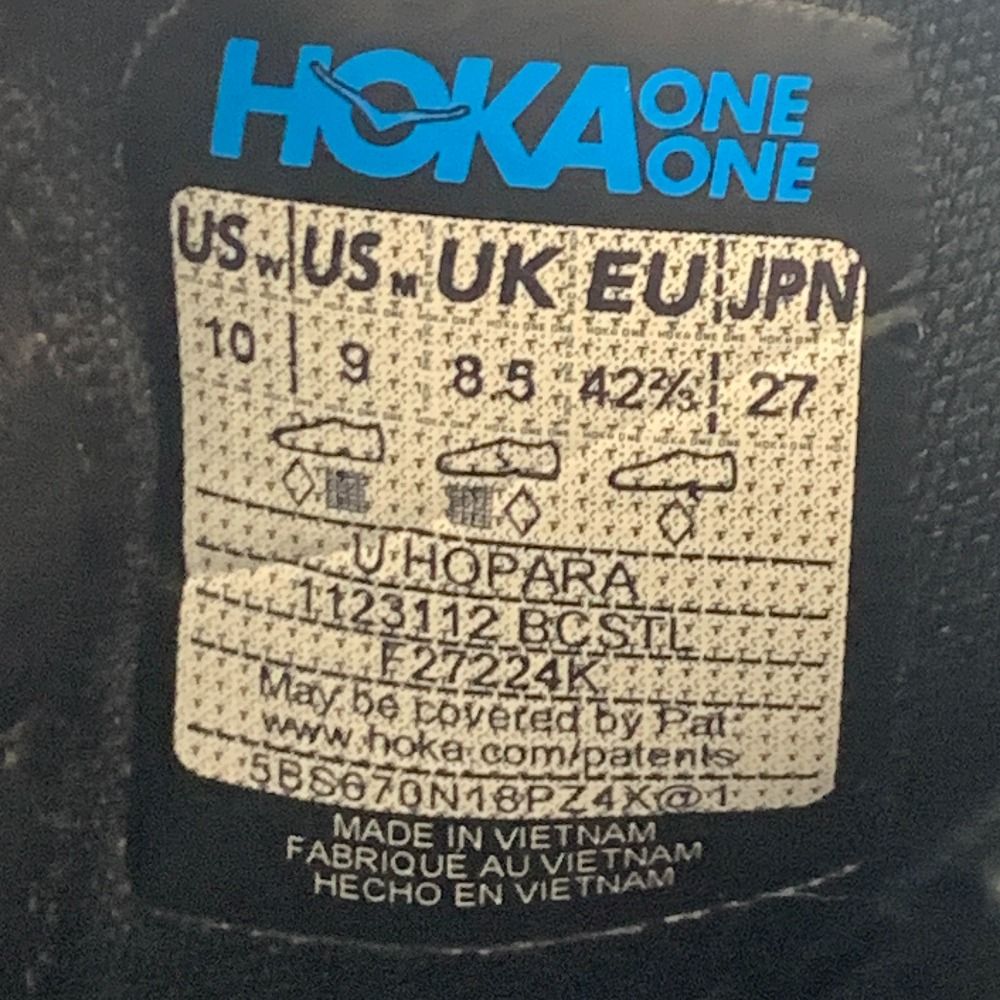 HOKA ONE ONE
US W US M UK EU JPN
10 9 8.5 42⅔ 27
U HOPARA
1123112 BCSTL
F27224K
May be covered by Pat:
www.hoka.com/patents
5BS670N18PZ4X@1
MADE IN VIETNAM
FABRIQUE AU VIETNAM
HECHO EN VIETNAM